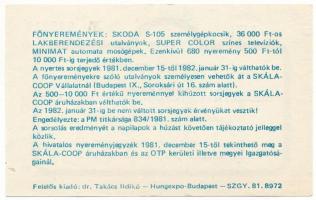 FŐNYEREMÉNYEK: SKODA S-105 személygépkocsik, 36 000 Ft-os
LAKBERENDEZÉSI utalványok, SUPER COLOR színes televíziók,
MINIMAT automata mosógépek. Ezenkívül 680 nyeremény 500 Ft-tól
10 000 Ft-ig terjedő értékben.
A nyertes sorsjegyek 1981. december 15-től 1982. január 31-ig válthatók be.
A főnyereményekre szóló utalványok személyesen vehetők át a SKÁLA-
COOP Vállalatnál (Budapest IX., Soroksári út 16. szám alatt).
Az 500–10 000 Ft értékű nyereménnyel kihúzott sorsjegyek a SKÁLA-
COOP áruházakban válthatók be.
Az 1982. január 31-ig be nem váltott sorsjegyek érvényüket vesztik!
Engedélyezte: a PM titkársága 834/1981. szám alatt.
A sorsolás eredményét a napilapok a húzást követően tájékoztató jelleggel
közlik.
A hivatalos nyereményjegyzék 1981. december 15-től tekinthető meg a
SKÁLA-COOP áruházakban és az OTP kerületi illetve megyei Igazgatósá-
gainál.
Felelős kiadó: dr. Takács Ildikó – Hungexpo-Budapest – SZGY. 81. 8972